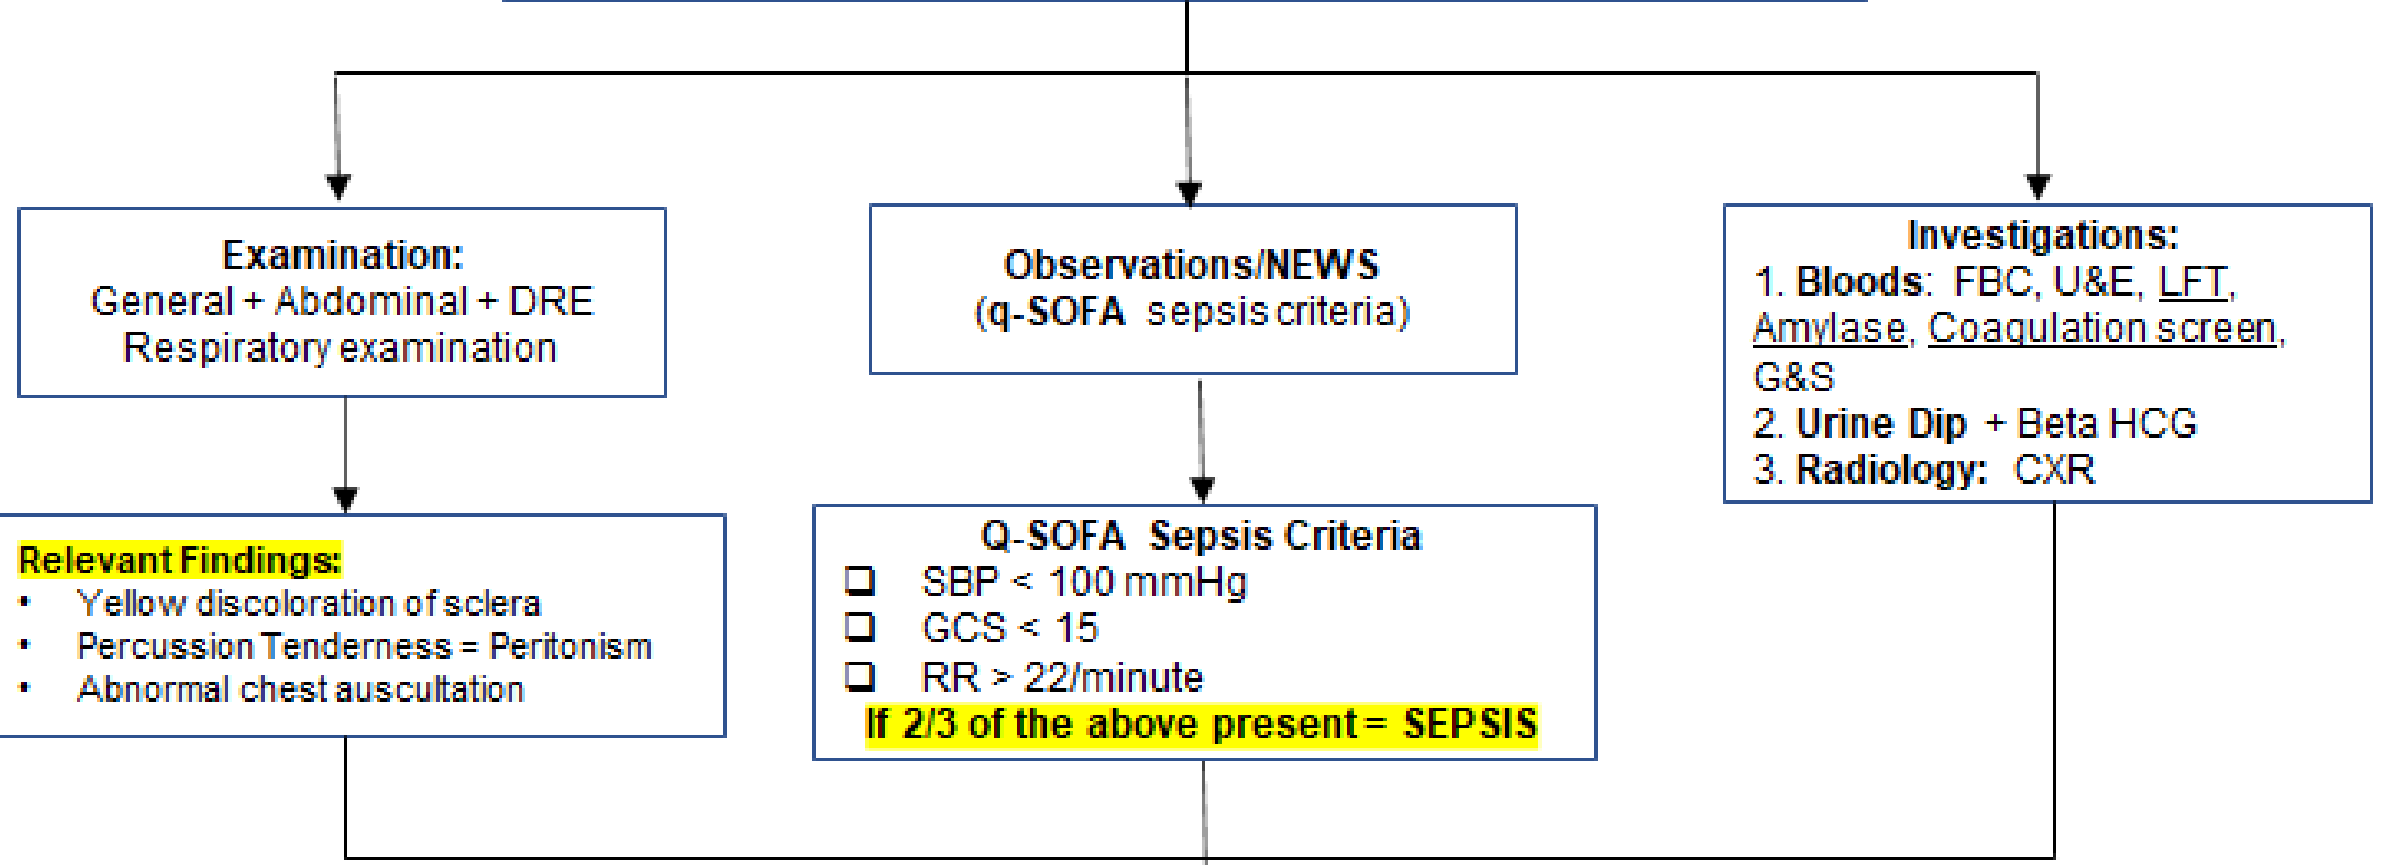 Examination:
General + Abdominal + DRE
Respiratory examination
Observations/NEWS
(q-SOFA sepsis criteria)
Investigations:
1. Bloods: FBC, U&E, LFT,
Amylase, Coagulation screen,
G&S
2. Urine Dip + Beta HCG
3. Radiology: CXR
Relevant Findings:
• Yellow discoloration of sclera
• Percussion Tenderness = Peritonism
• Abnormal chest auscultation
Q-SOFA Sepsis Criteria
❑ SBP < 100 mmHg
❑ GCS < 15
❑ RR > 22/minute
If 2/3 of the above present = SEPSIS